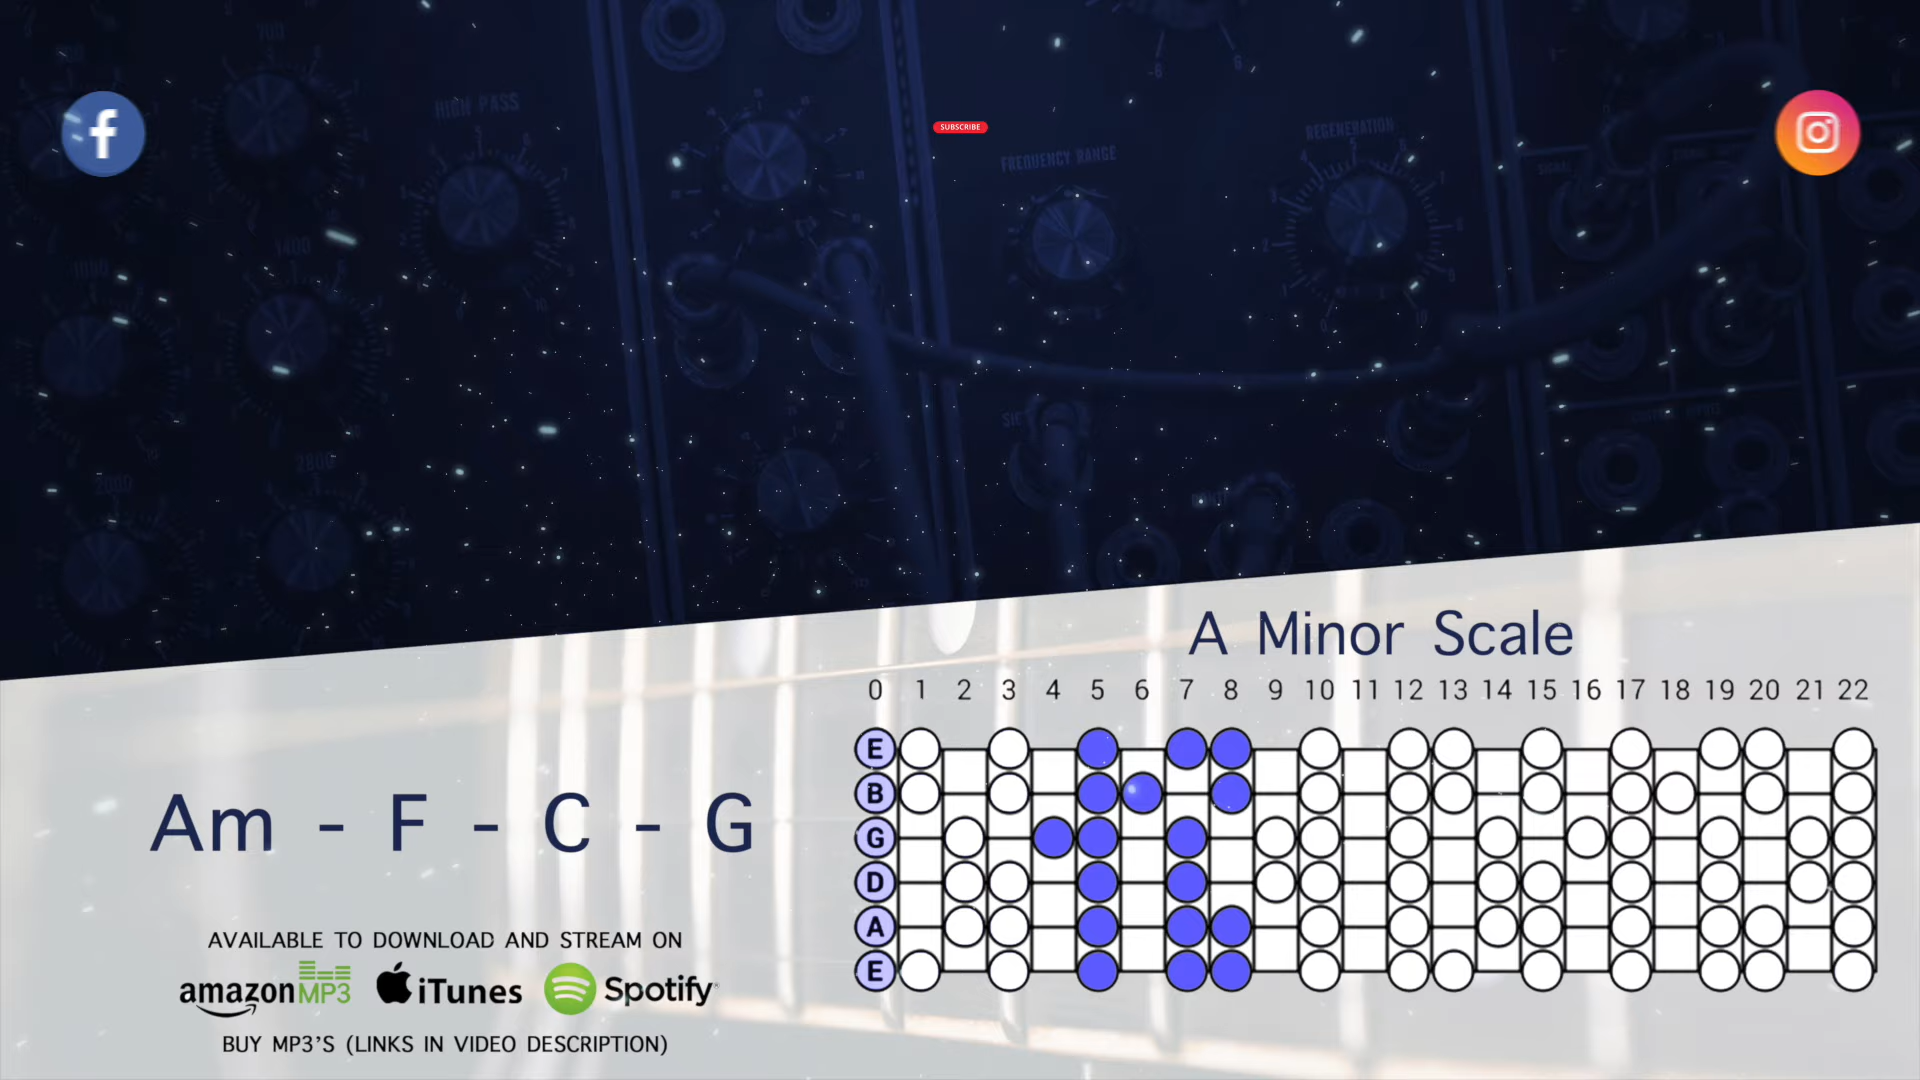 HIGH PASS
FREQUENCY RANGE
REGENERATION
SUBSCRIBE
A Minor Scale
0 1 2 3 4 5 6 7 8 9 10 11 12 13 14 15 16 17 18 19 20 21 22
E
B
G
D
A
E
Am - F - C - G
AVAILABLE TO DOWNLOAD AND STREAM ON
amazonMP3 iTunes Spotify
BUY MP3'S (LINKS IN VIDEO DESCRIPTION)